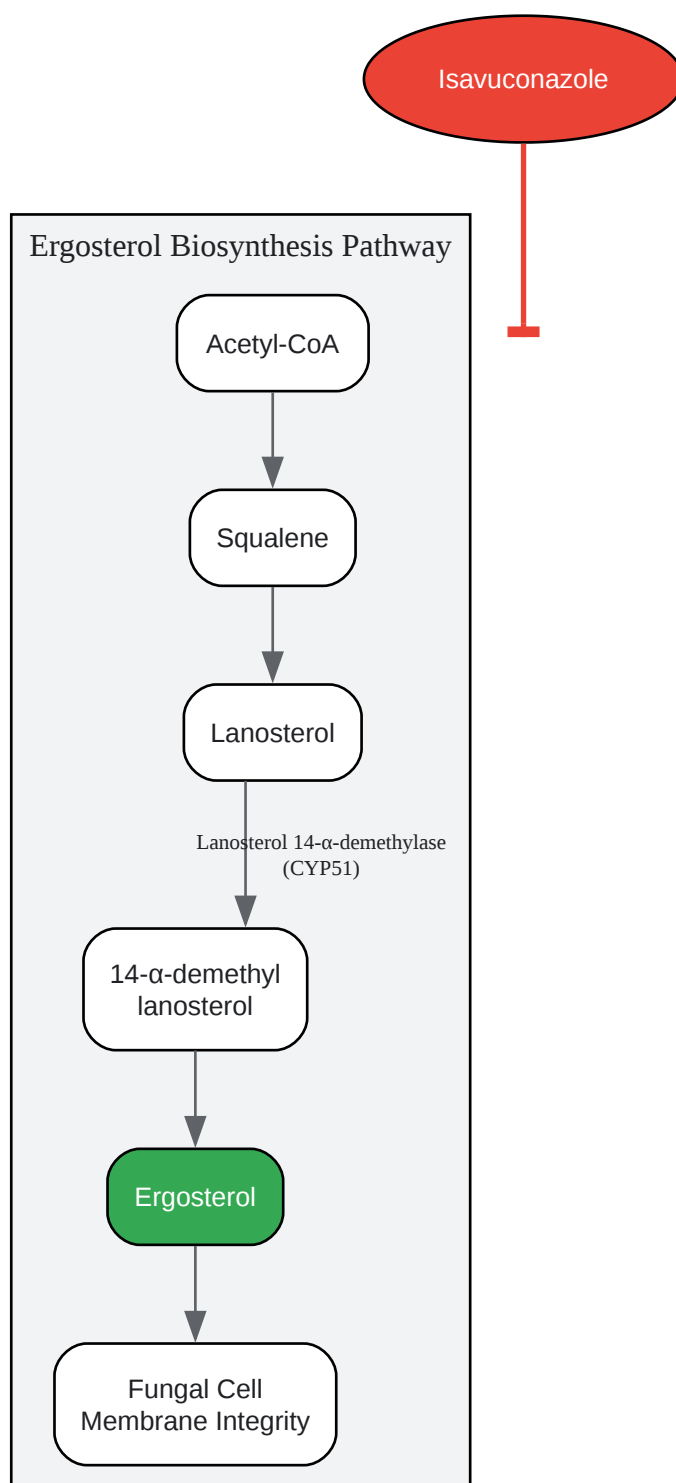 Isavuconazole
Ergosterol Biosynthesis Pathway
Acetyl-CoA
Squalene
Lanosterol
Lanosterol 14-α-demethylase
(CYP51)
14-α-demethyl
lanosterol
Ergosterol
Fungal Cell
Membrane Integrity